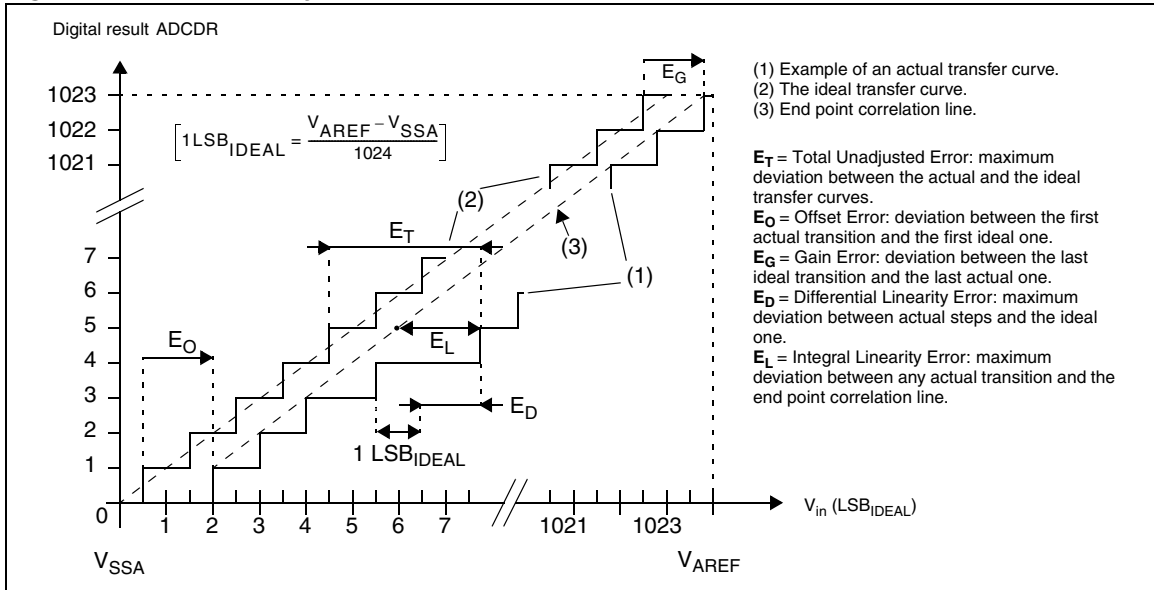 Digital result ADCDR
E_G
1023
1022
1021
[1LSB_IDEAL = (V_AREF – V_SSA) / 1024]
(2)
(3)
(1)
E_T
7
6
5
4
3
2
1
0
E_O
E_L
E_D
1 LSB_IDEAL
1 2 3 4 5 6 7 1021 1023
V_in (LSB_IDEAL)
V_SSA
V_AREF
(1) Example of an actual transfer curve.
(2) The ideal transfer curve.
(3) End point correlation line.
E_T = Total Unadjusted Error: maximum
deviation between the actual and the ideal
transfer curves.
E_O = Offset Error: deviation between the first
actual transition and the first ideal one.
E_G = Gain Error: deviation between the last
ideal transition and the last actual one.
E_D = Differential Linearity Error: maximum
deviation between actual steps and the ideal
one.
E_L = Integral Linearity Error: maximum
deviation between any actual transition and the
end point correlation line.